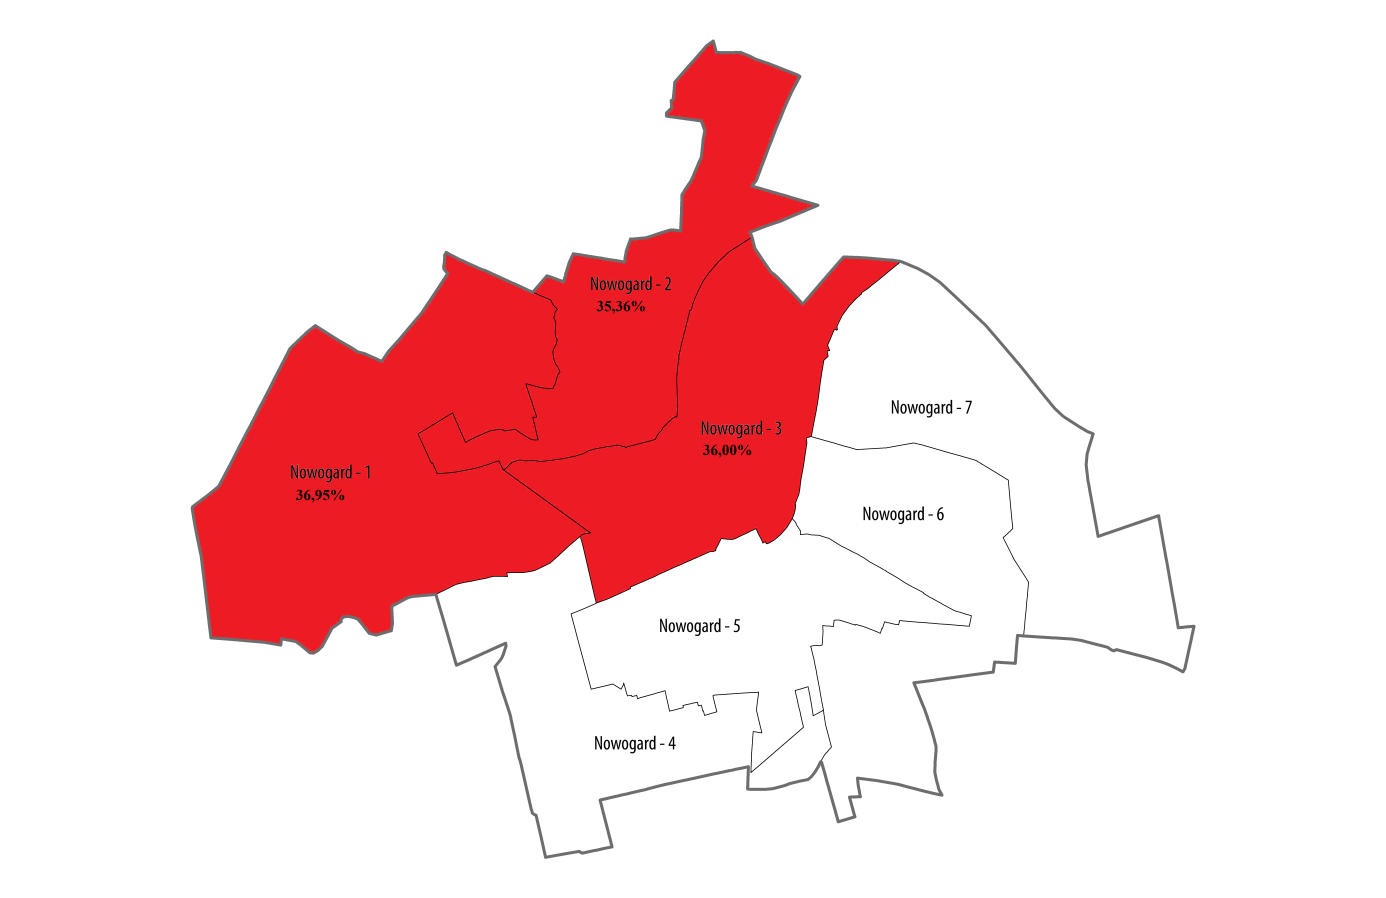 Nowogard - 2
35,36%
Nowogard - 7
Nowogard - 3
36,00%
Nowogard - 1
36,95%
Nowogard - 6
Nowogard - 5
Nowogard - 4